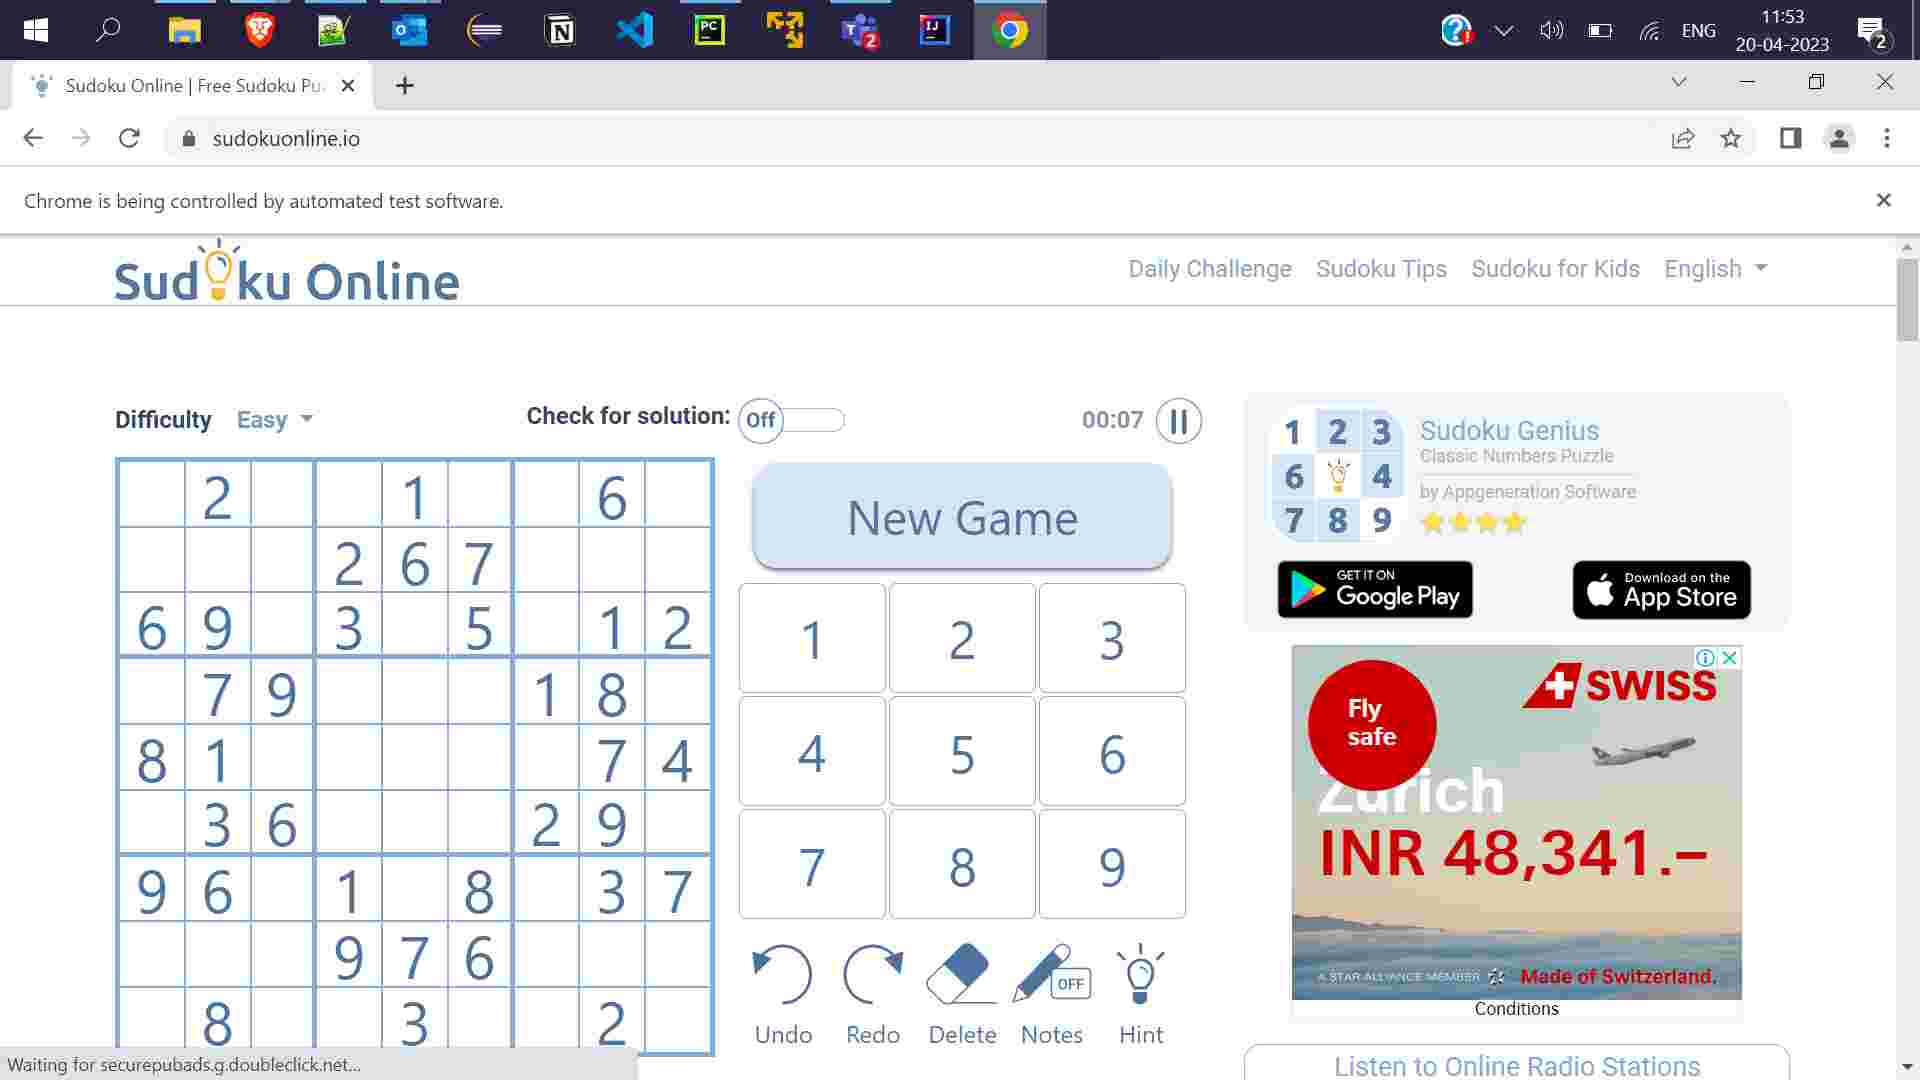 PC
2
IJ
ENG
11:53
20-04-2023
2
Sudoku Online | Free Sudoku Pu
sudokuonline.io
Chrome is being controlled by automated test software.
Sudoku Online
Daily Challenge Sudoku Tips Sudoku for Kids English
Difficulty Easy
Check for solution: Off
00:07
2 1 6
2 6 7
6 9 3 5 1 2
7 9 1 8
8 1 7 4
3 6 2 9
9 6 1 8 3 7
9 7 6
8 3 2
New Game
1 2 3
4 5 6
7 8 9
OFF
Undo Redo Delete Notes Hint
1 2 3
6 4
7 8 9
Sudoku Genius
Classic Numbers Puzzle
by Appgeneration Software
GET IT ON
Google Play
Download on the
App Store
Fly
safe
SWISS
Zurich
INR 48,341.–
A STAR ALLIANCE MEMBER
Made of Switzerland.
Conditions
Listen to Online Radio Stations
Waiting for securepubads.g.doubleclick.net...